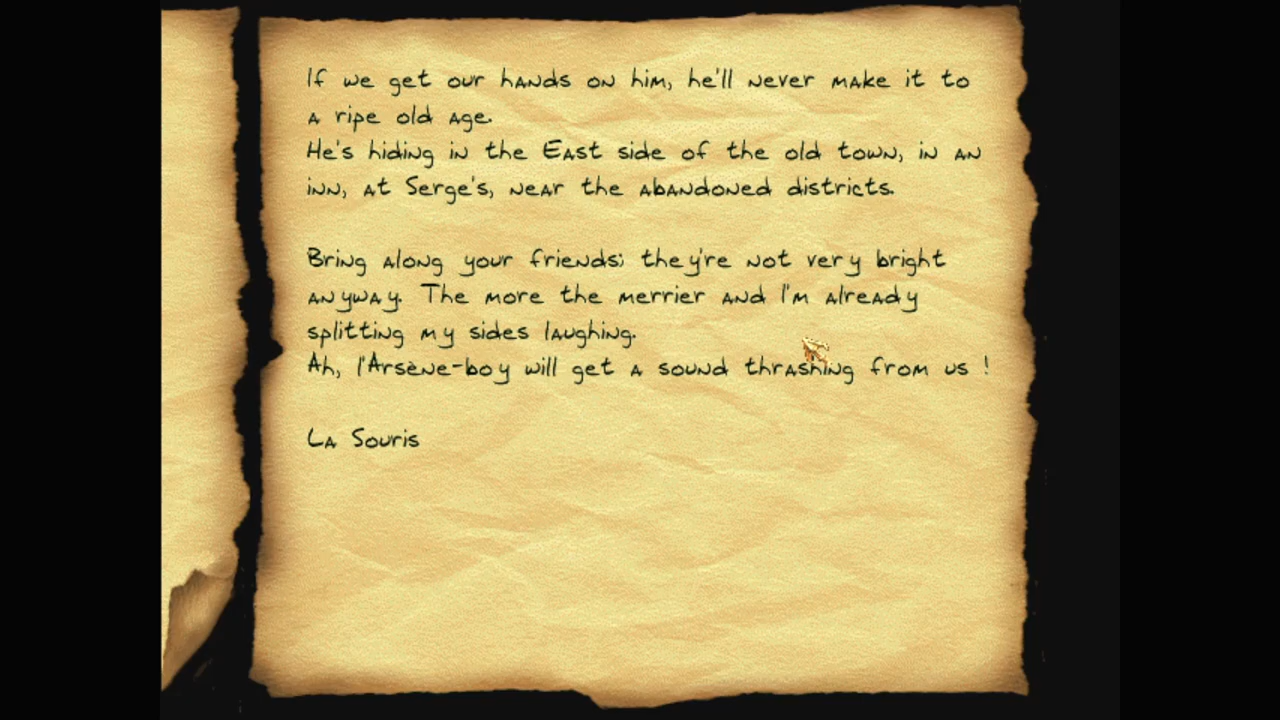 If we get our hands on him, he'll never make it to
a ripe old age.
He's hiding in the East side of the old town, in an
inn, at Serge's, near the abandoned districts.
Bring along your friends; they're not very bright
anyway. The more the merrier and I'm already
splitting my sides laughing.
Ah, l'Arsène-boy will get a sound thrashing from us !
La Souris